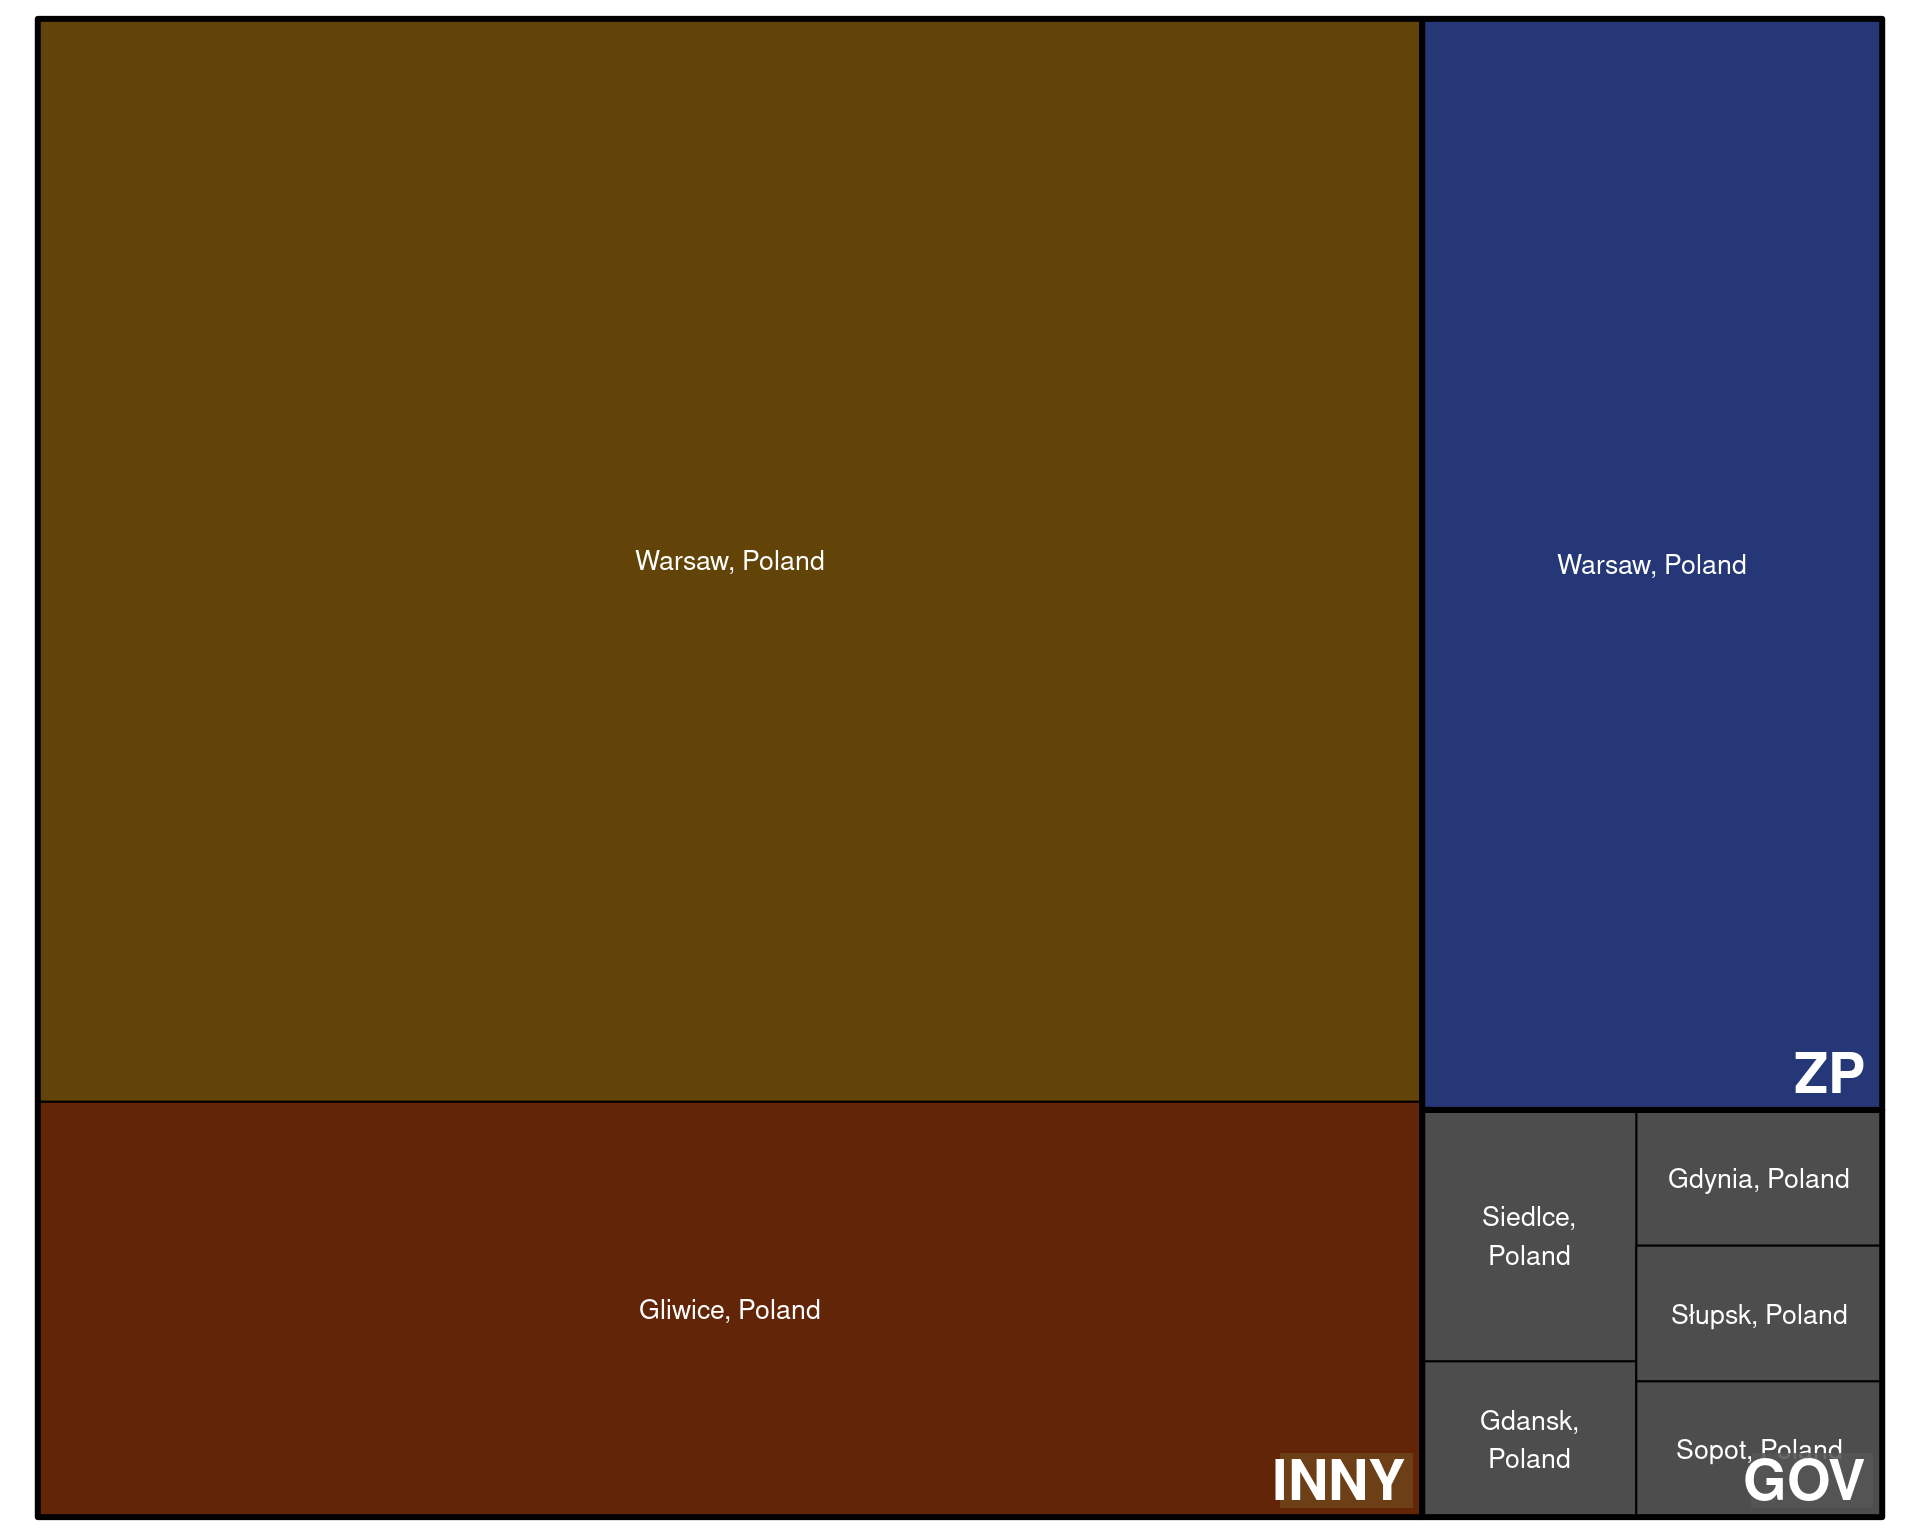 Warsaw, Poland
Gliwice, Poland
INNY
Warsaw, Poland
ZP
Siedlce,
Poland
Gdansk,
Poland
Gdynia, Poland
Słupsk, Poland
Sopot, Poland
GOV